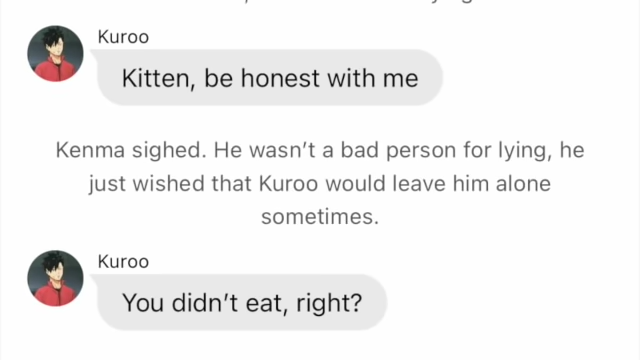 Kuroo
Kitten, be honest with me
Kenma sighed. He wasn't a bad person for lying, he
just wished that Kuroo would leave him alone
sometimes.
Kuroo
You didn't eat, right?